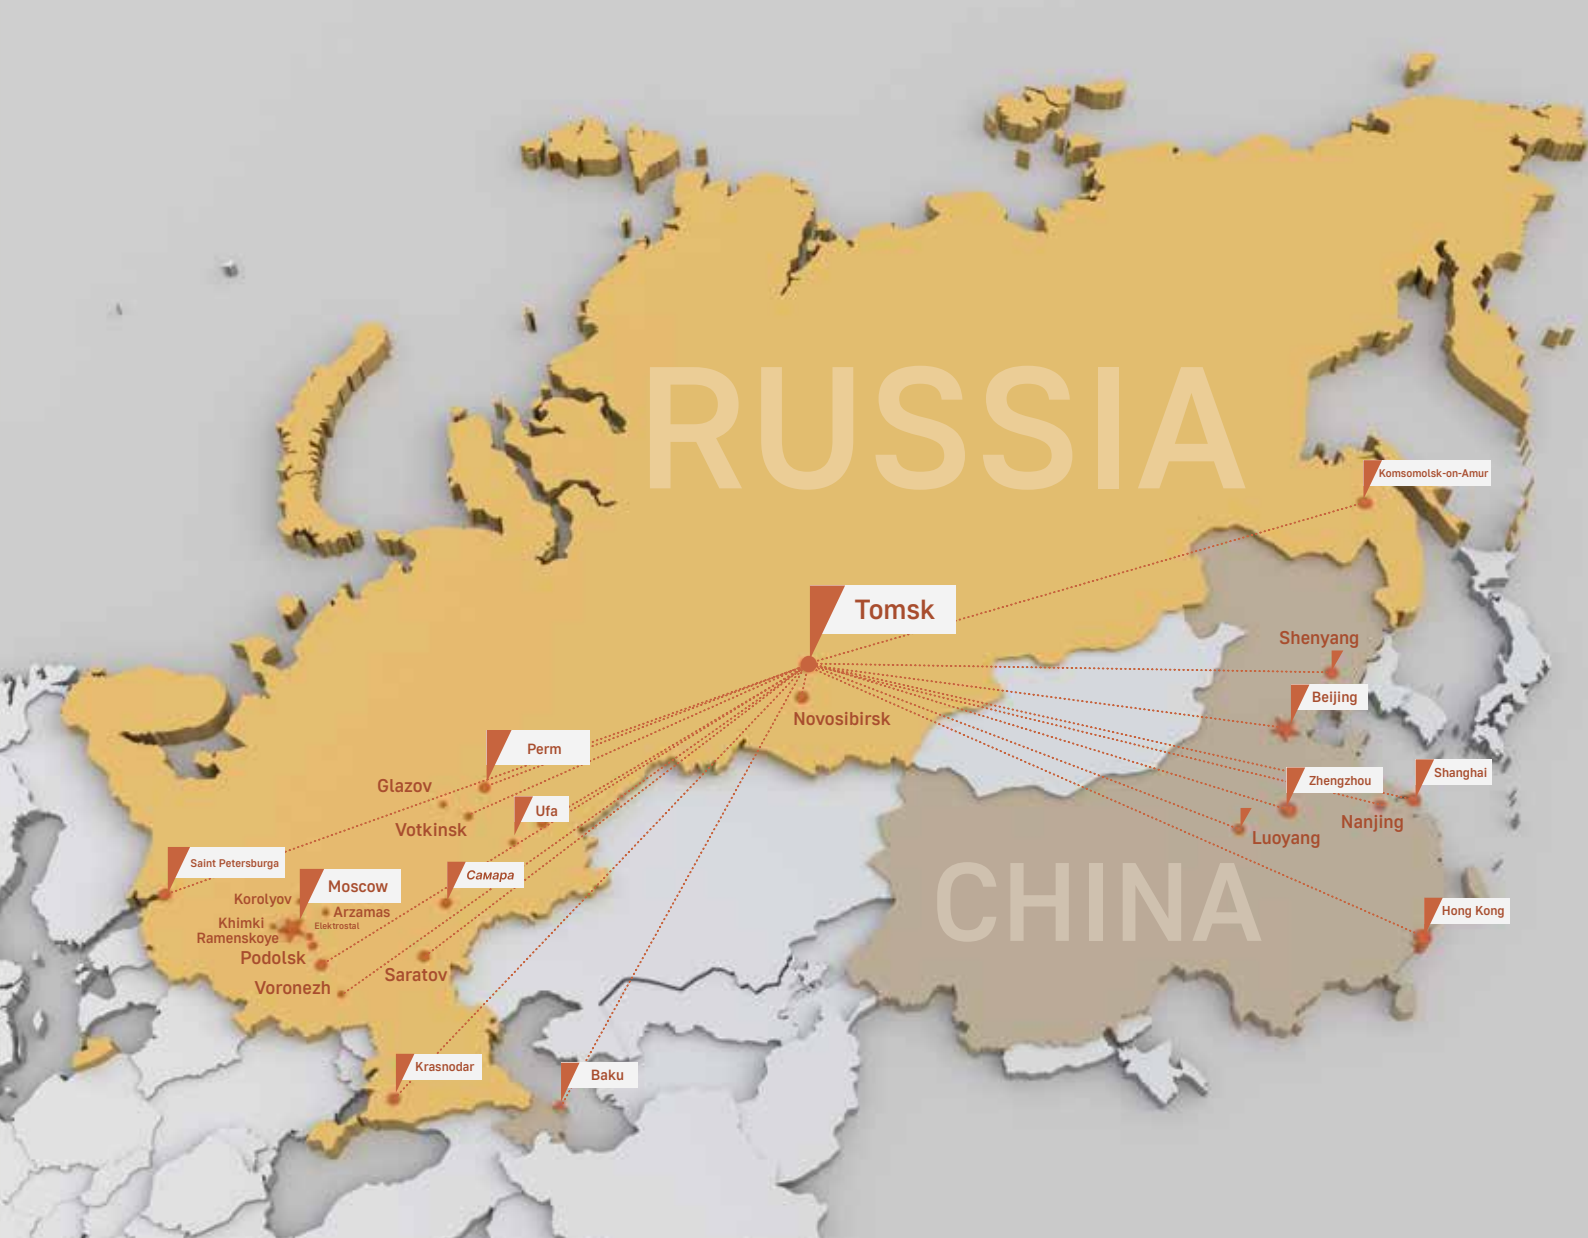 RUSSIA
Komsomolsk-on-Amur
Tomsk
Shenyang
Beijing
Novosibirsk
Perm
Glazov
Shanghai
Zhengzhou
Ufa
Votkinsk
Nanjing
Luoyang
Saint Petersburga
Самара
Moscow
CHINA
Korolyov
Arzamas
Hong Kong
Khimki
Elektrostal
Ramenskoye
Podolsk
Saratov
Voronezh
Krasnodar
Baku